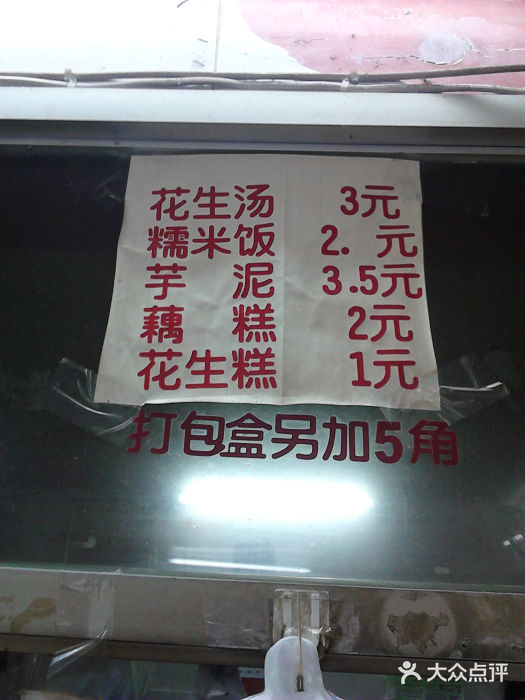 花生汤 3元
糯米饭 2. 元
芋泥 3.5元
藕糕 2元
花生糕 1元
打包盒另加5角
大众点评